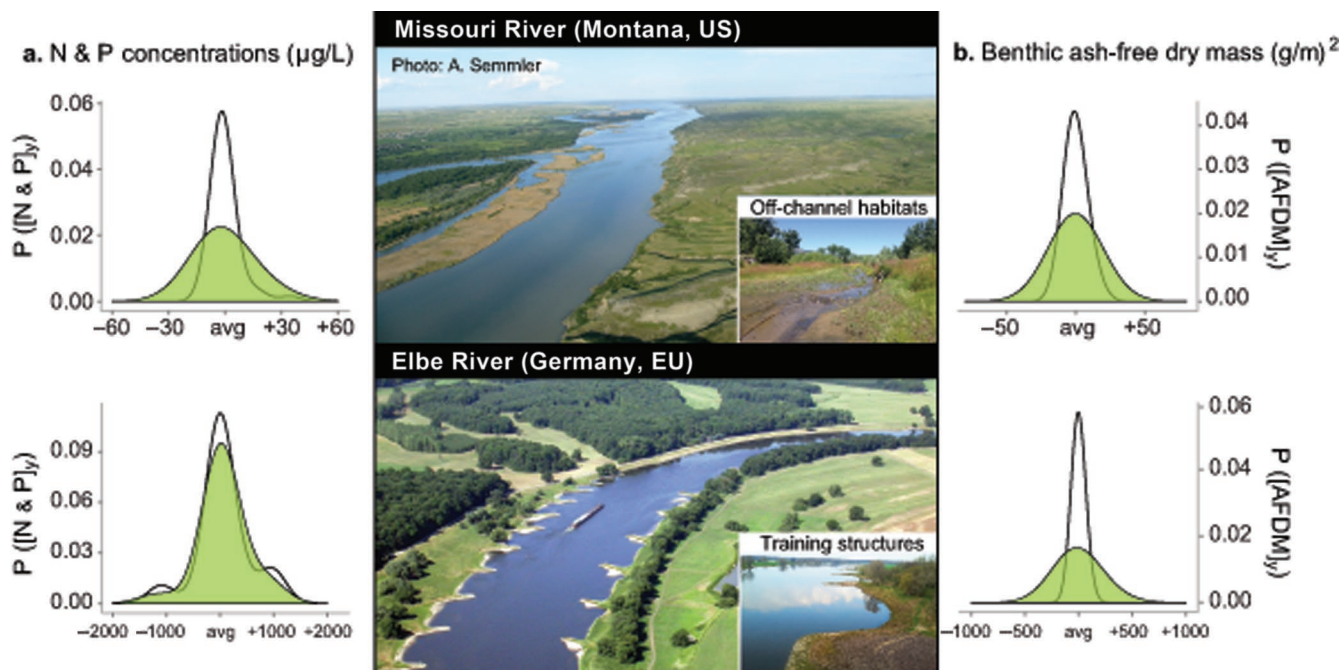 Missouri River (Montana, US)
a. N & P concentrations (µg/L)
Photo: A. Semmler
b. Benthic ash-free dry mass (g/m)²
P ([N & P]y)
0.06
0.04
0.02
0.00
−60 −30 avg +30 +60
Off-channel habitats
0.04
0.03
0.02
0.01
0.00
P ([AFDM]y)
−50 avg +50
Elbe River (Germany, EU)
P ([N & P]y)
0.09
0.06
0.03
0.00
−2000 −1000 avg +1000 +2000
Training structures
0.06
0.04
0.02
0.00
P ([AFDM]y)
−1000 −500 avg +500 +1000